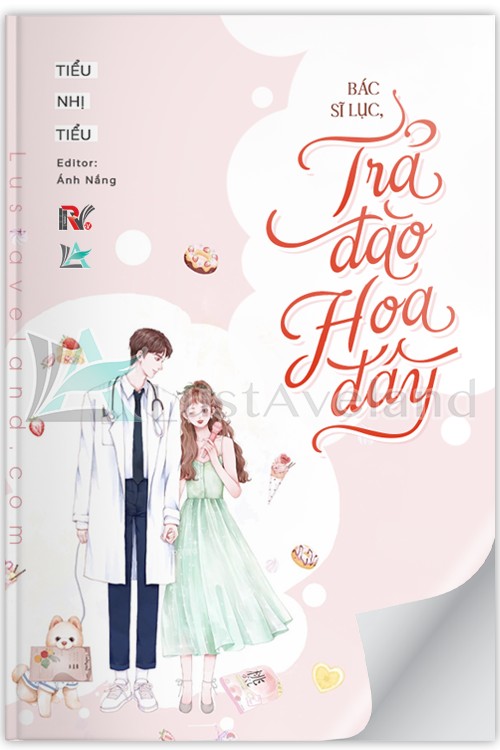 TIỂU
NHỊ
TIỂU
Editor:
Ánh Nắng
BÁC
SĨ LỤC,
Trả
đào
Hoa
đây
LustAveland
Lustaveland.com